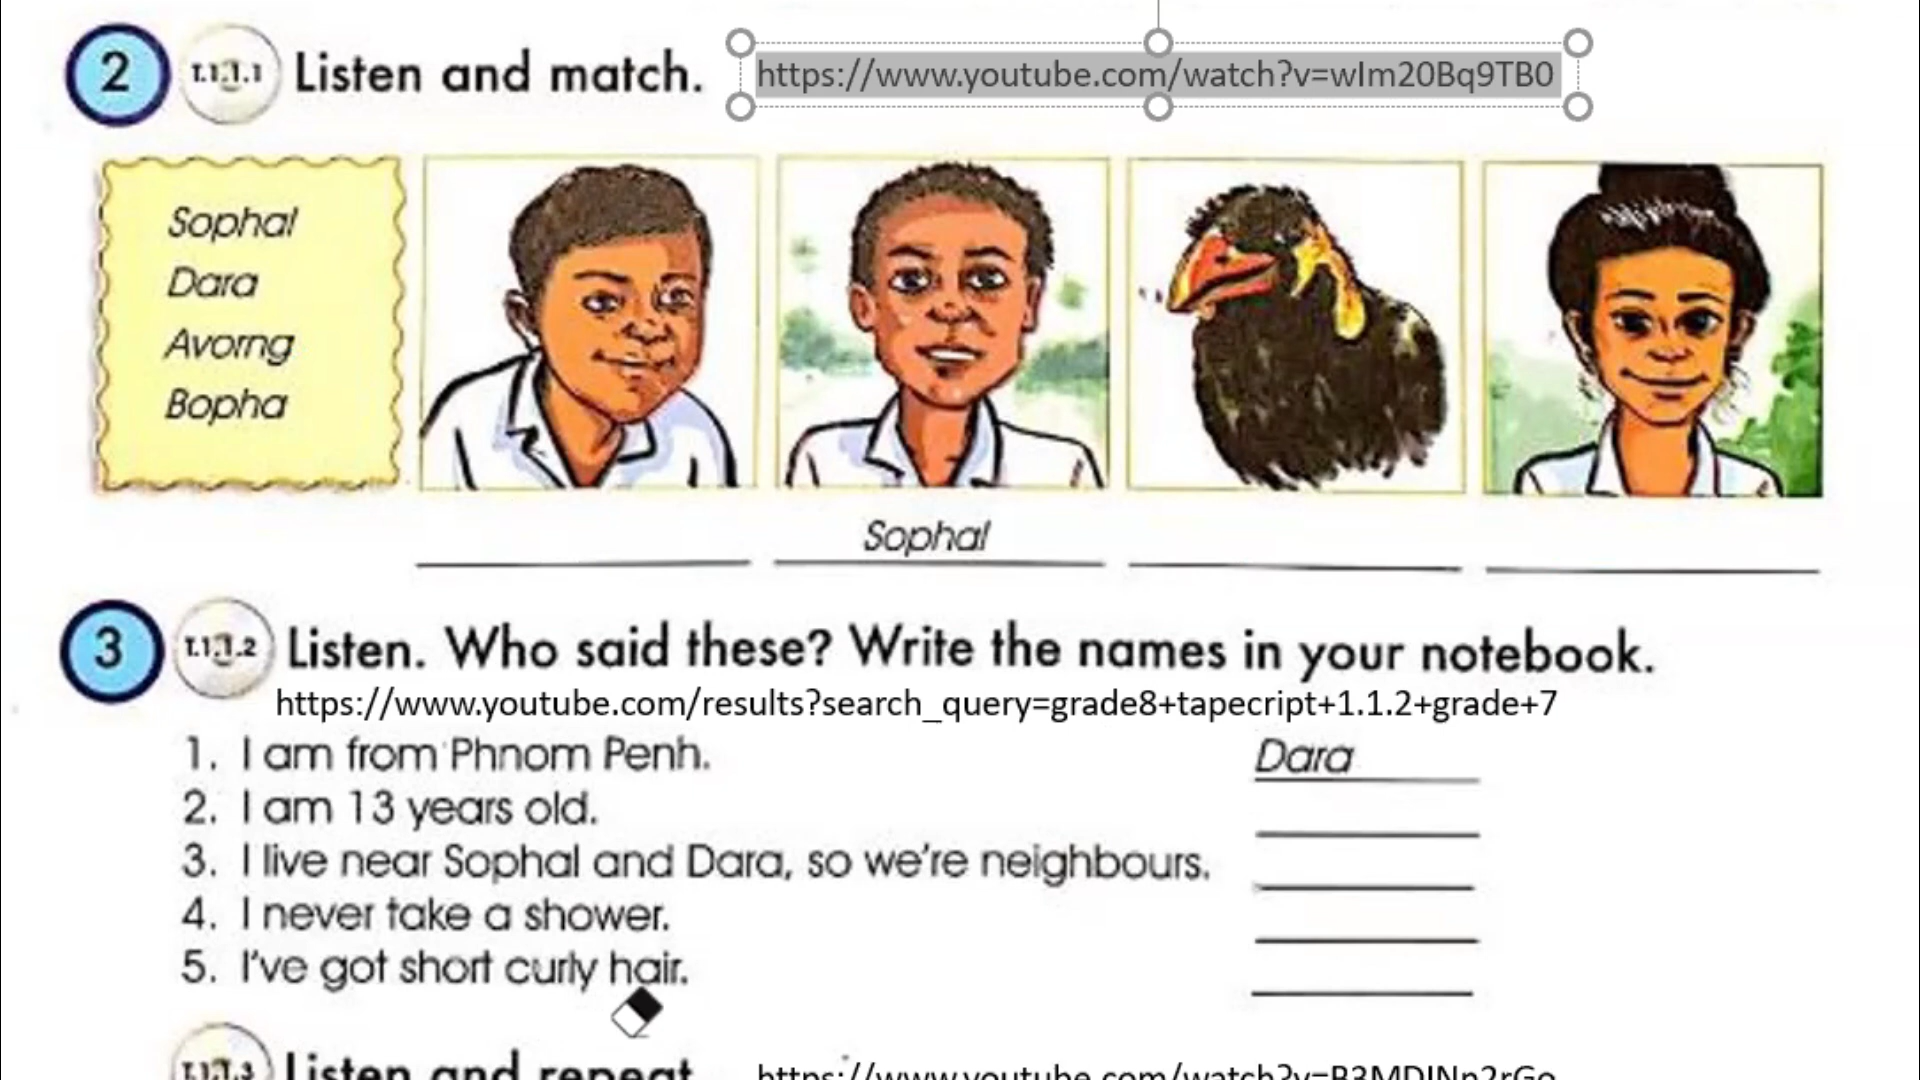 2 T.1.1.1 Listen and match. https://www.youtube.com/watch?v=wIm20Bq9TB0
Sophal
Dara
Avorng
Bopha
Sophal
3 T.1.1.2 Listen. Who said these? Write the names in your notebook.
https://www.youtube.com/results?search_query=grade8+tapecript+1.1.2+grade+7
1. I am from Phnom Penh. Dara
2. I am 13 years old.
3. I live near Sophal and Dara, so we're neighbours.
4. I never take a shower.
5. I've got short curly hair.
T.1.1.3 Listen and repeat